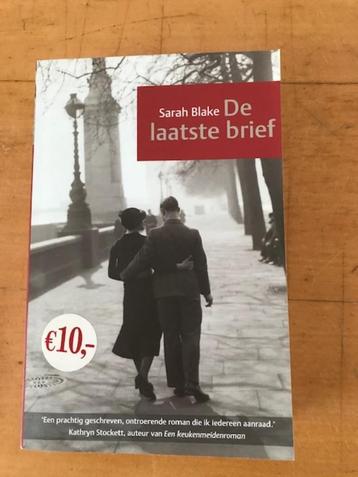 Sarah Blake De
laatste brief
€10,-
'Een prachtig geschreven, ontroerende roman die ik iedereen aanraad.'
Kathryn Stockett, auteur van Een keukenmeidenroman